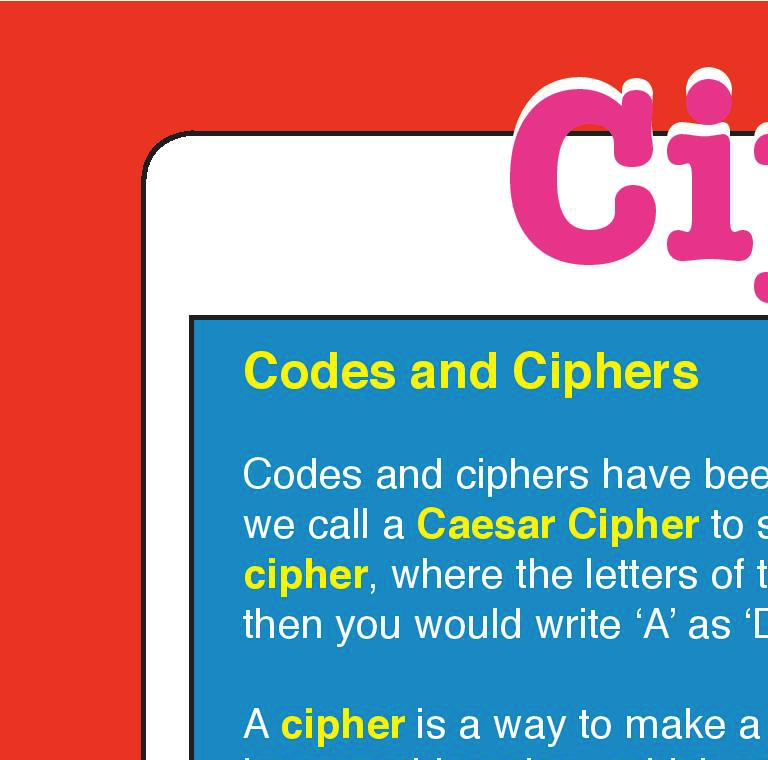 Ci
Codes and Ciphers
Codes and ciphers have
we call a Caesar Cipher to
cipher, where the letters of
then you would write ‘A’ as
A cipher is a way to make a